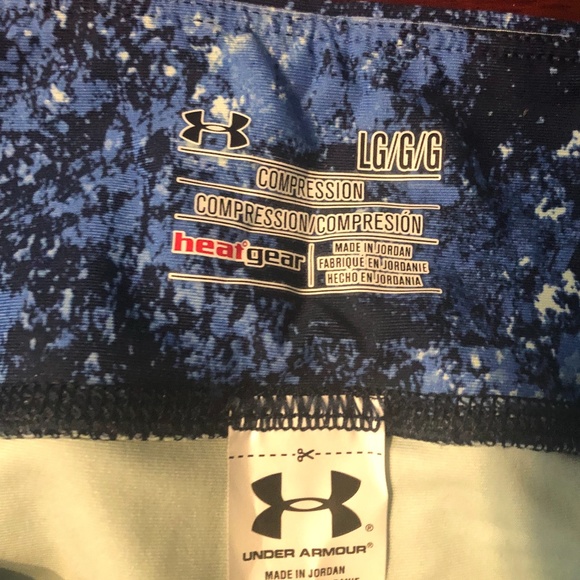 LG/G/G
COMPRESSION
COMPRESSION/COMPRESIÓN
heatgear
MADE IN JORDAN
FABRIQUÉ EN JORDANIE
HECHO EN JORDANIA
UNDER ARMOUR®
MADE IN JORDAN